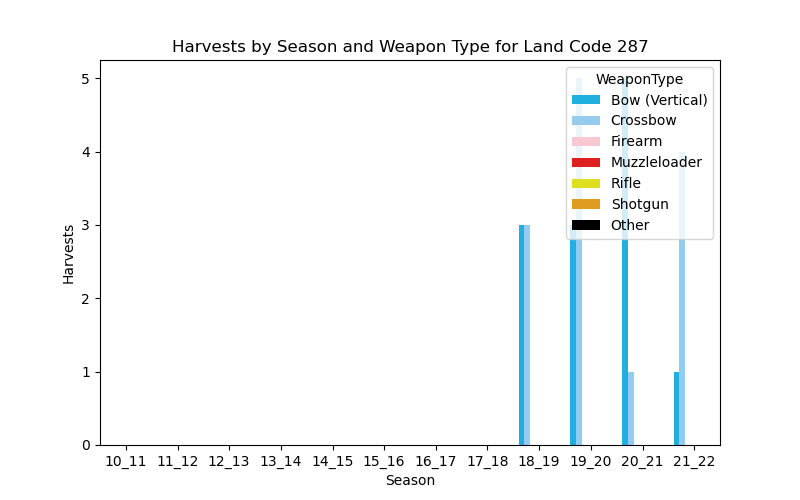 Harvests by Season and Weapon Type for Land Code 287
WeaponType
Bow (Vertical)
Crossbow
Firearm
Muzzleloader
Rifle
Shotgun
Other
5
4
3
2
1
0
Harvests
10_11 11_12 12_13 13_14 14_15 15_16 16_17 17_18 18_19 19_20 20_21 21_22
Season